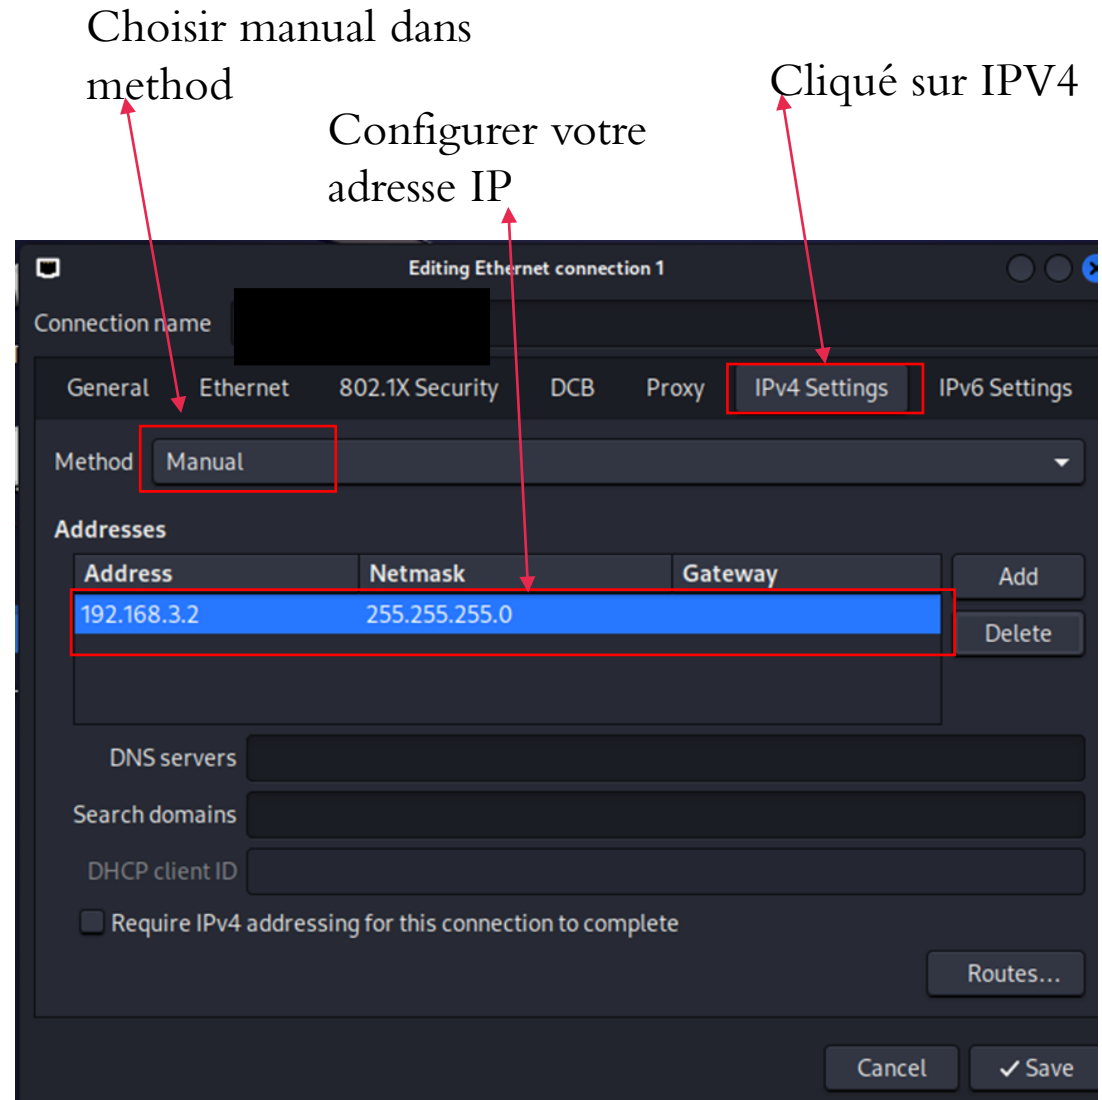 Choisir manual dans
method
Cliqué sur IPV4
Configurer votre
adresse IP
Editing Ethernet connection 1
Connection name
General Ethernet 802.1X Security DCB Proxy IPv4 Settings IPv6 Settings
Method Manual
Addresses
Address Netmask Gateway
Add
192.168.3.2 255.255.255.0
Delete
DNS servers
Search domains
DHCP client ID
Require IPv4 addressing for this connection to complete
Routes...
Cancel Save